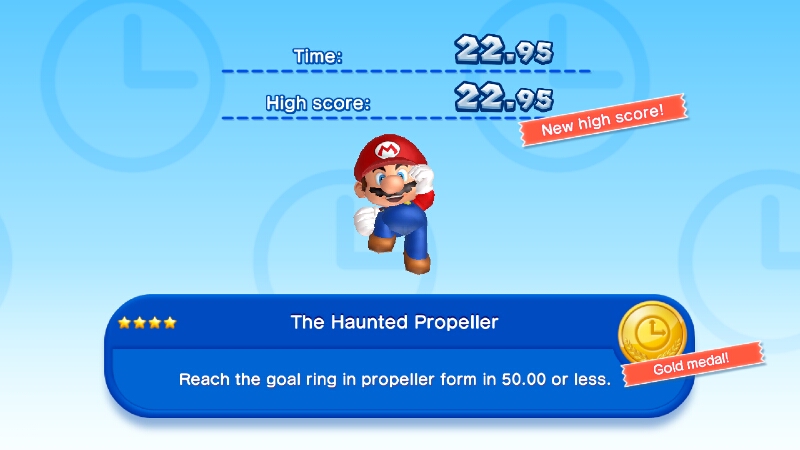 Time: 22.95
High score: 22.95
New high score!
M
The Haunted Propeller
Reach the goal ring in propeller form in 50.00 or less.
Gold medal!